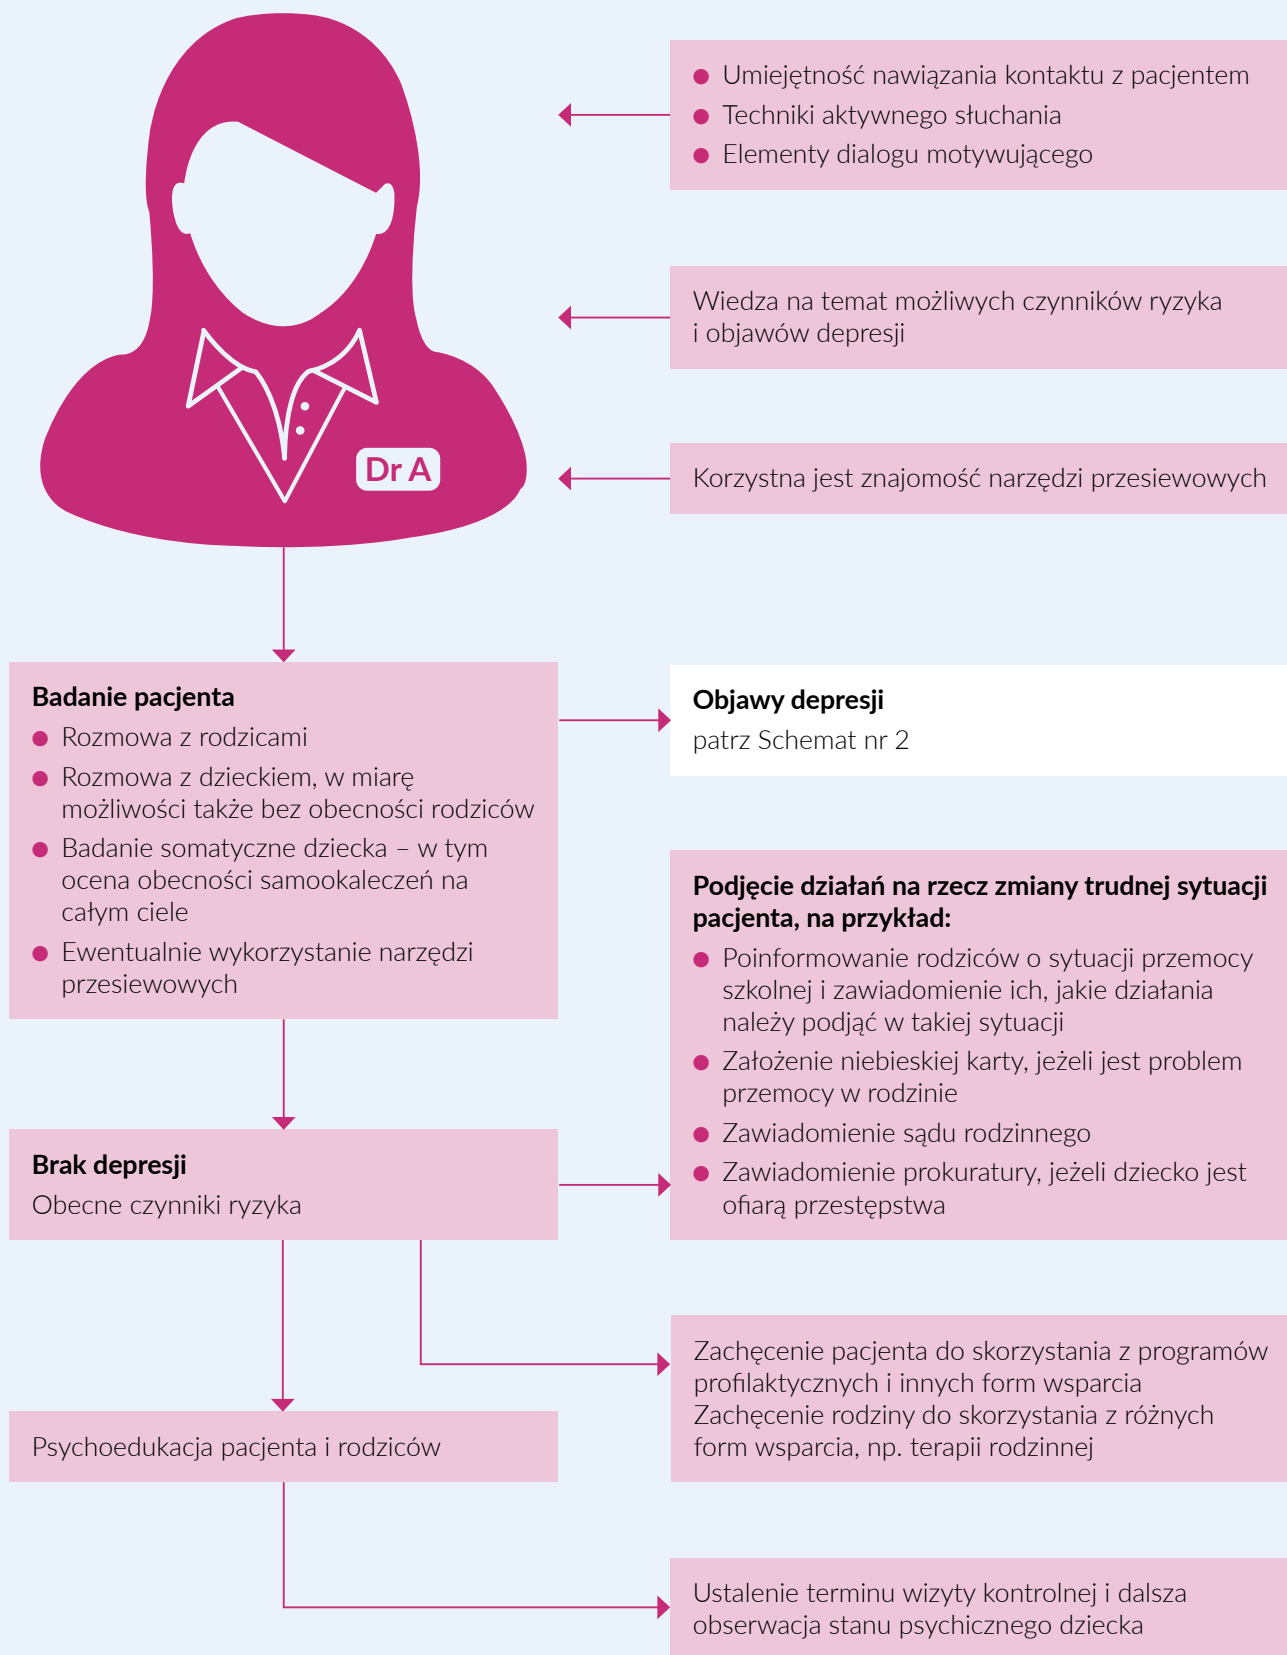 ● Umiejętność nawiązania kontaktu z pacjentem
● Techniki aktywnego słuchania
● Elementy dialogu motywującego
Wiedza na temat możliwych czynników ryzyka
i objawów depresji
Dr A
Korzystna jest znajomość narzędzi przesiewowych
Badanie pacjenta
● Rozmowa z rodzicami
● Rozmowa z dzieckiem, w miarę
możliwości także bez obecności rodziców
● Badanie somatyczne dziecka – w tym
ocena obecności samookaleczeń na
całym ciele
● Ewentualnie wykorzystanie narzędzi
przesiewowych
Objawy depresji
patrz Schemat nr 2
Podjęcie działań na rzecz zmiany trudnej sytuacji
pacjenta, na przykład:
● Poinformowanie rodziców o sytuacji przemocy
szkolnej i zawiadomienie ich, jakie działania
należy podjąć w takiej sytuacji
● Założenie niebieskiej karty, jeżeli jest problem
przemocy w rodzinie
● Zawiadomienie sądu rodzinnego
● Zawiadomienie prokuratury, jeżeli dziecko jest
ofiarą przestępstwa
Brak depresji
Obecne czynniki ryzyka
Zachęcenie pacjenta do skorzystania z programów
profilaktycznych i innych form wsparcia
Zachęcenie rodziny do skorzystania z różnych
form wsparcia, np. terapii rodzinnej
Psychoedukacja pacjenta i rodziców
Ustalenie terminu wizyty kontrolnej i dalsza
obserwacja stanu psychicznego dziecka